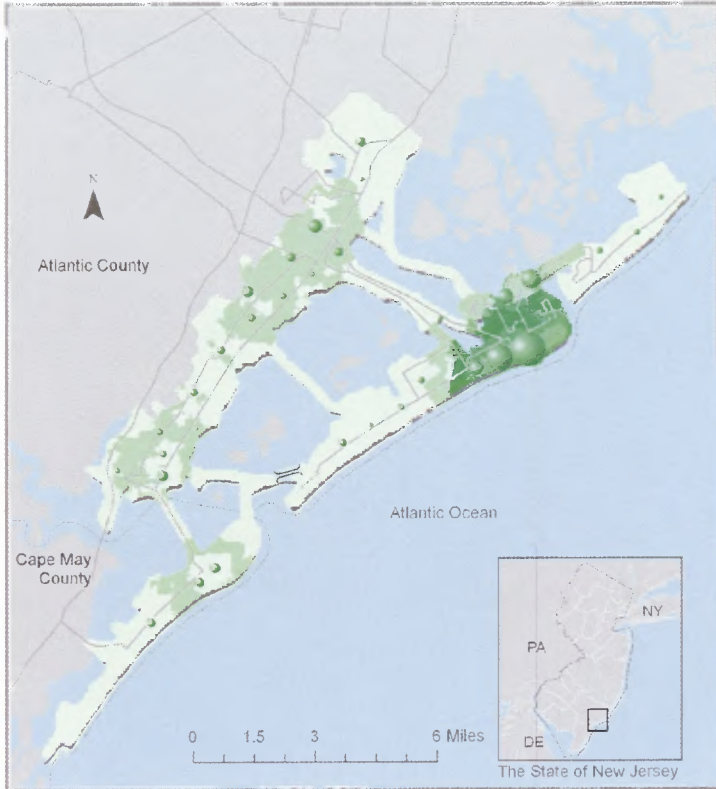 N
Atlantic County
Atlantic Ocean
Cape May
County
NY
PA
DE
0 1.5 3 6 Miles
The State of New Jersey